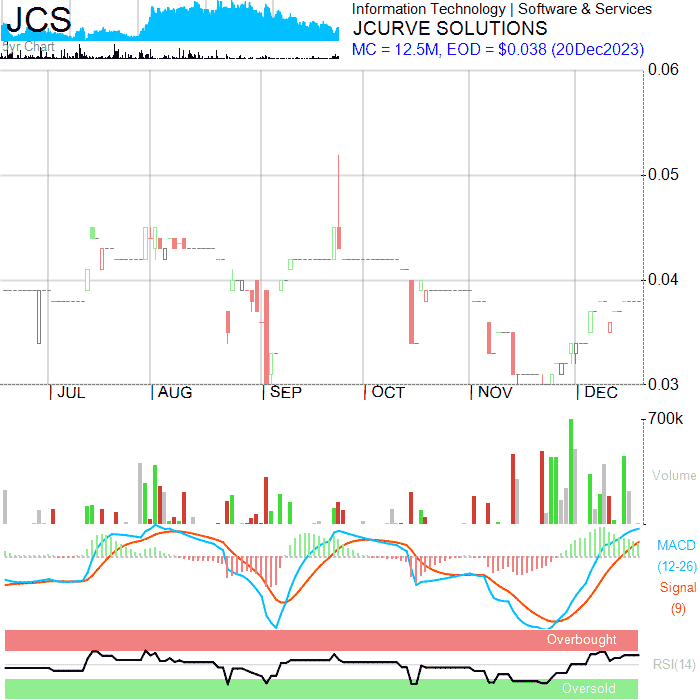 JCS
5yr Chart
Information Technology | Software & Services
JCURVE SOLUTIONS
MC = 12.5M, EOD = $0.038 (20Dec2023)
0.06
0.05
0.04
0.03
JUL
AUG
SEP
OCT
NOV
DEC
700k
Volume
MACD
(12-26)
Signal
(9)
Overbought
RSI(14)
Oversold